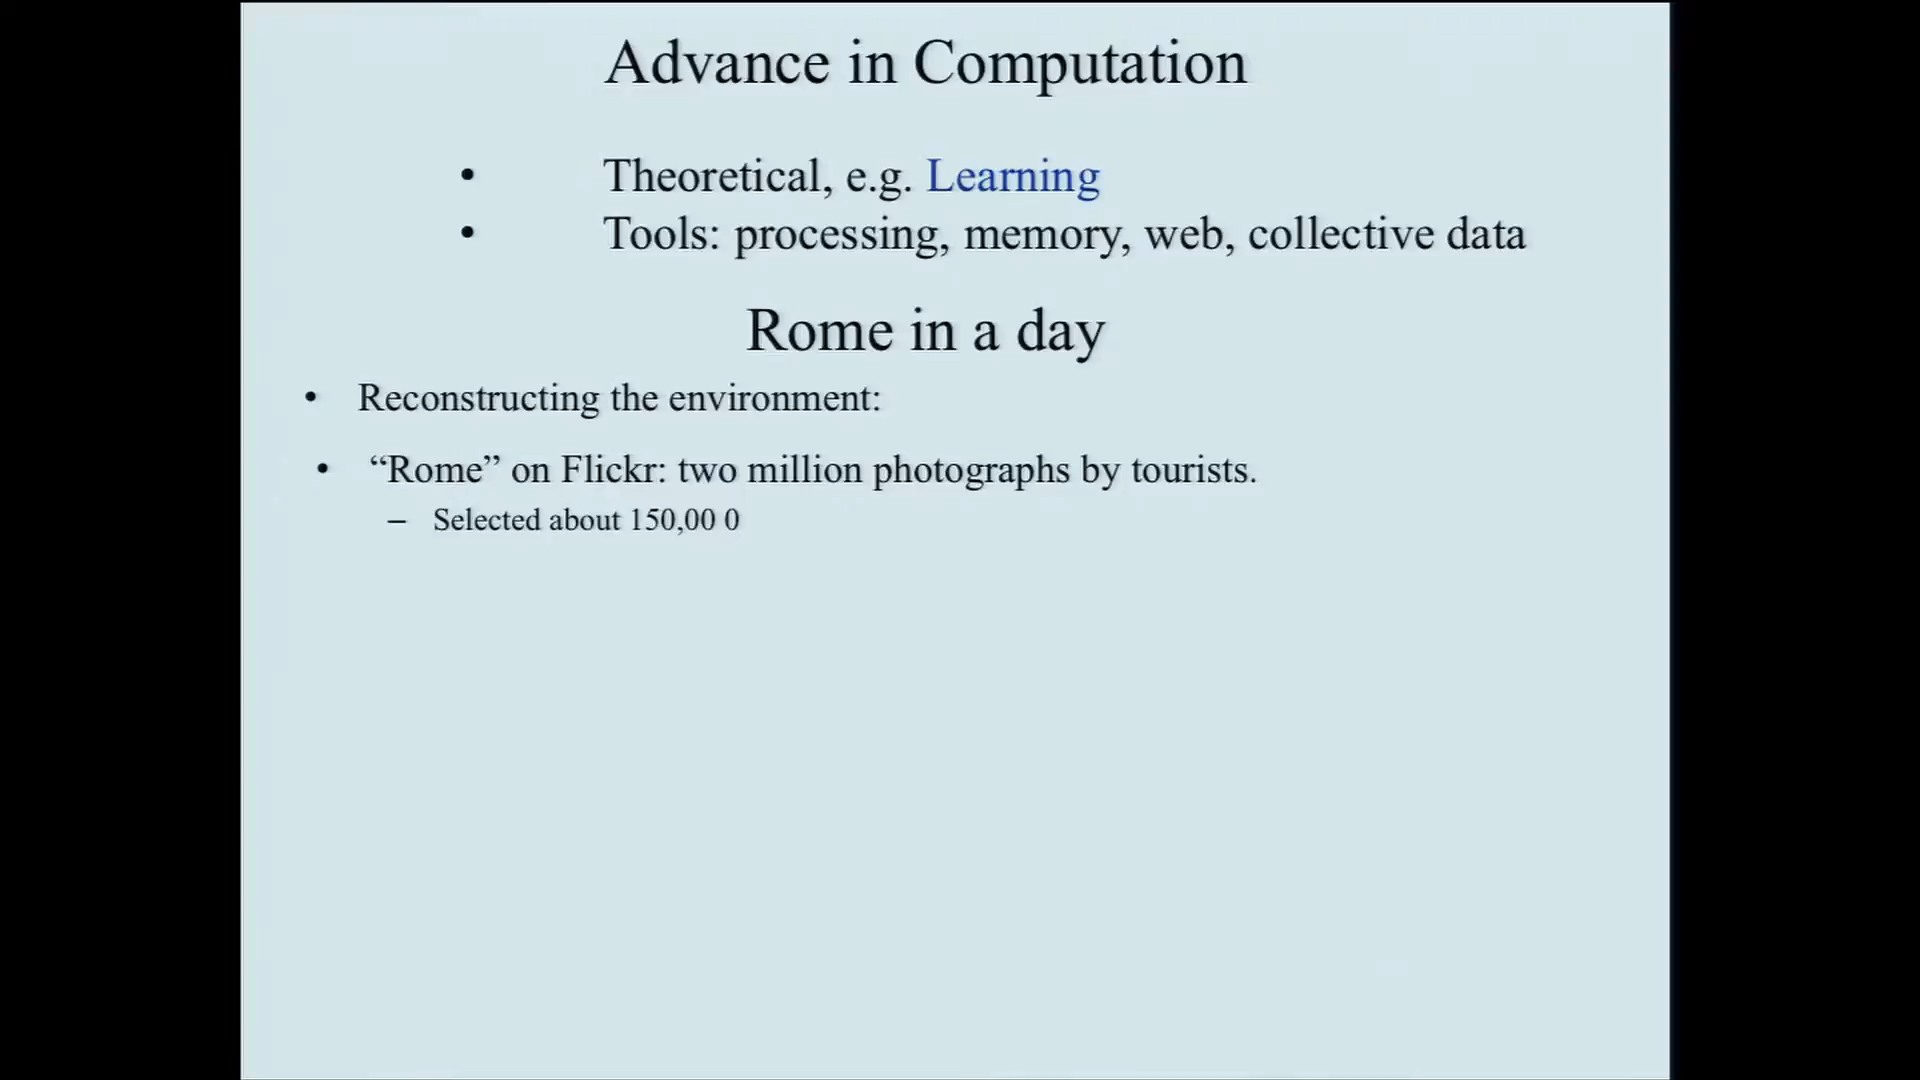 Advance in Computation
• Theoretical, e.g. Learning
• Tools: processing, memory, web, collective data
Rome in a day
• Reconstructing the environment:
• “Rome” on Flickr: two million photographs by tourists.
– Selected about 150,00 0